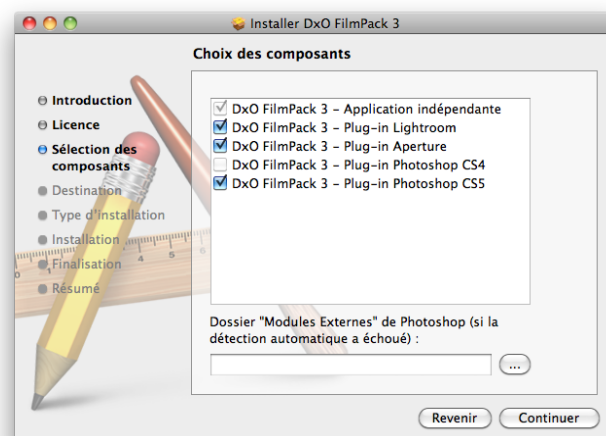 Installer DxO FilmPack 3
Choix des composants
Introduction
Licence
Sélection des
composants
Destination
Type d'Installation
Installation
Finalisation
Résumé
DxO FilmPack 3 – Application indépendante
DxO FilmPack 3 – Plug-in Lightroom
DxO FilmPack 3 – Plug-in Aperture
DxO FilmPack 3 – Plug-in Photoshop CS4
DxO FilmPack 3 – Plug-in Photoshop CS5
Dossier "Modules Externes" de Photoshop (si la
détection automatique a échoué) :
...
Revenir
Continuer
4 5 6